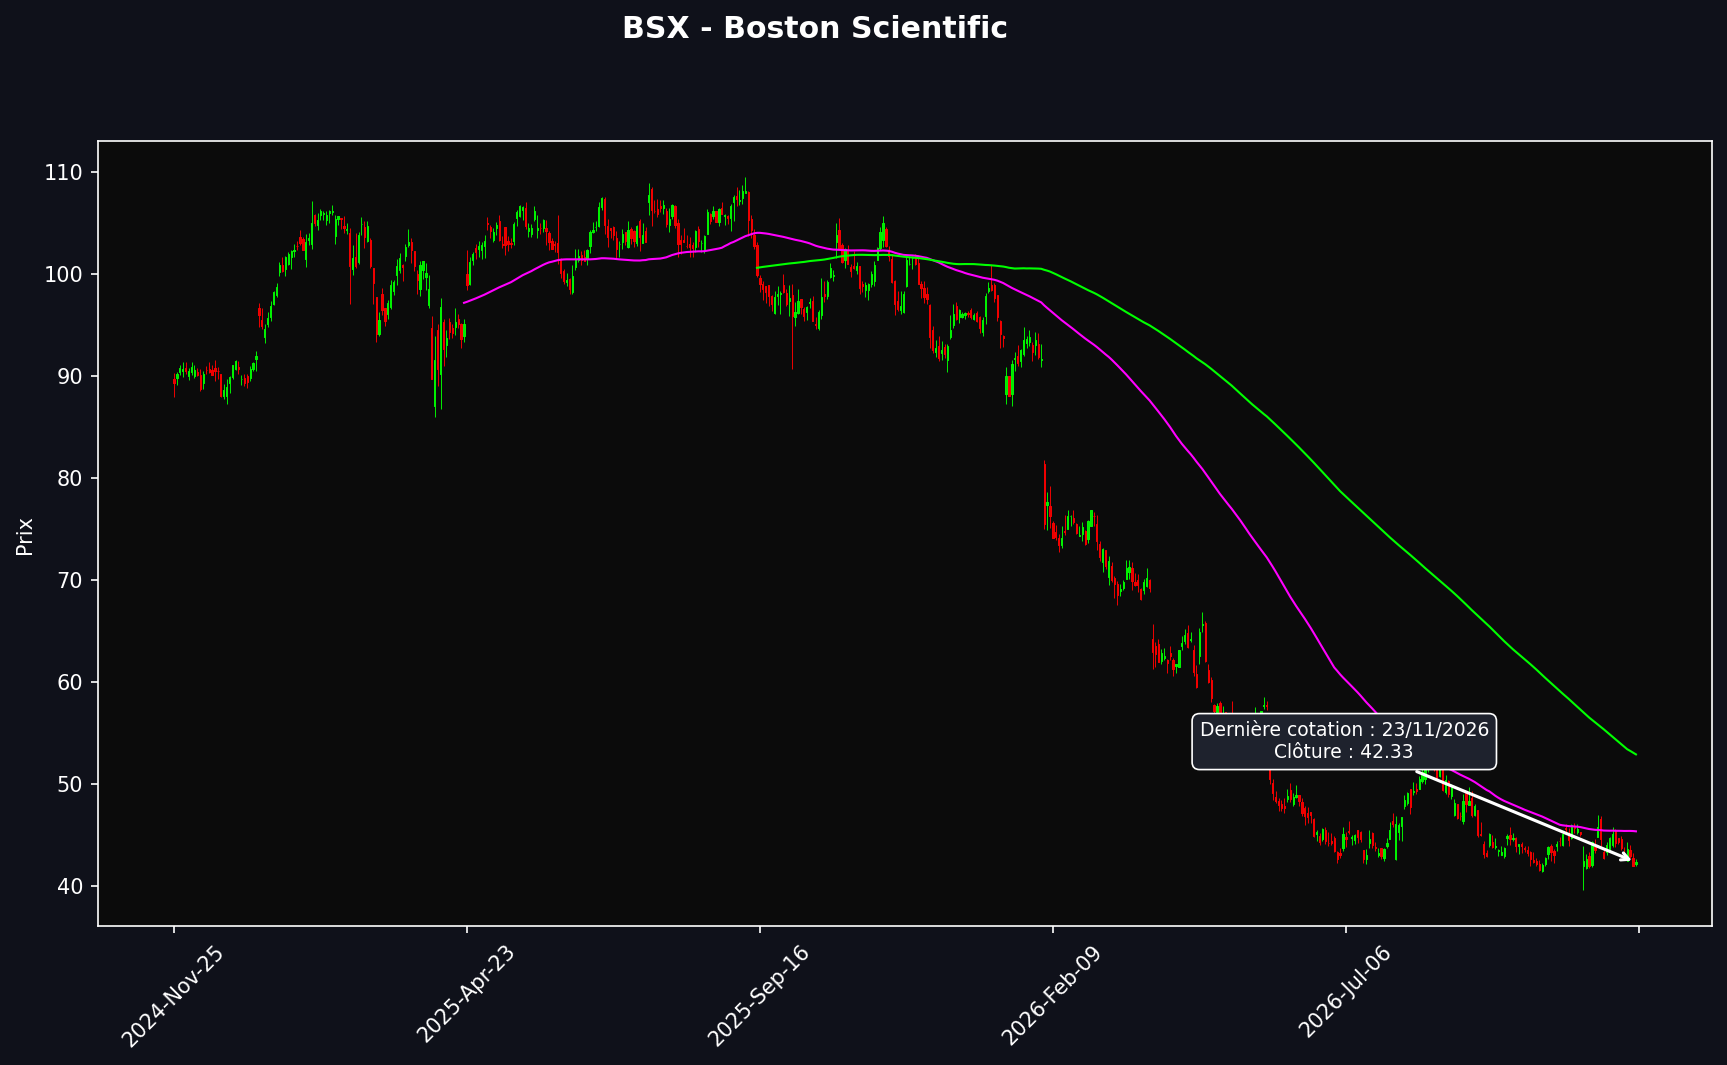 BSX - Boston Scientific
Prix
110
100
90
80
70
60
50
40
Dernière cotation : 23/11/2026
Clôture : 42.33
2024-Nov-25
2025-Apr-23
2025-Sep-16
2026-Feb-09
2026-Jul-06